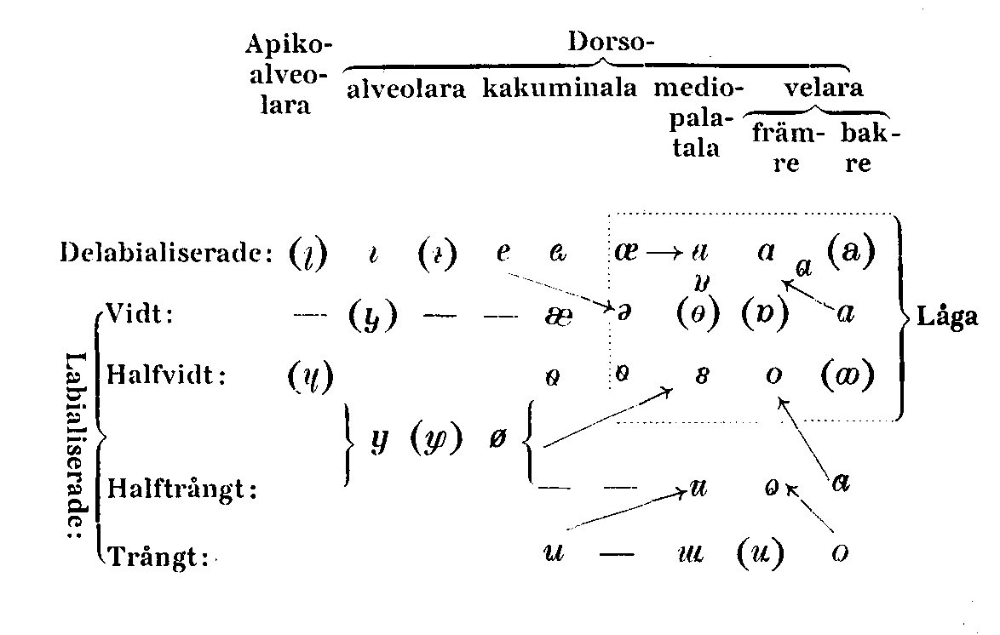 Apiko- Dorso-
alveo- alveolara kakuminala medio- velara
lara pala- främ- bak-
tala re re
Delabialiserade: (ʅ) ɩ (ɩ) e æ → a a ɑ (a)
Vidt: — (y) — — æ ə (ɵ) (ɒ) ɑ Låga
Labialiserade:
Halfvidt: (ɥ) ɵ ɵ 8 o (ꝏ)
y (φ) ø
Halftrångt: — — u ɑ
Trångt: u — ɯ (u) o